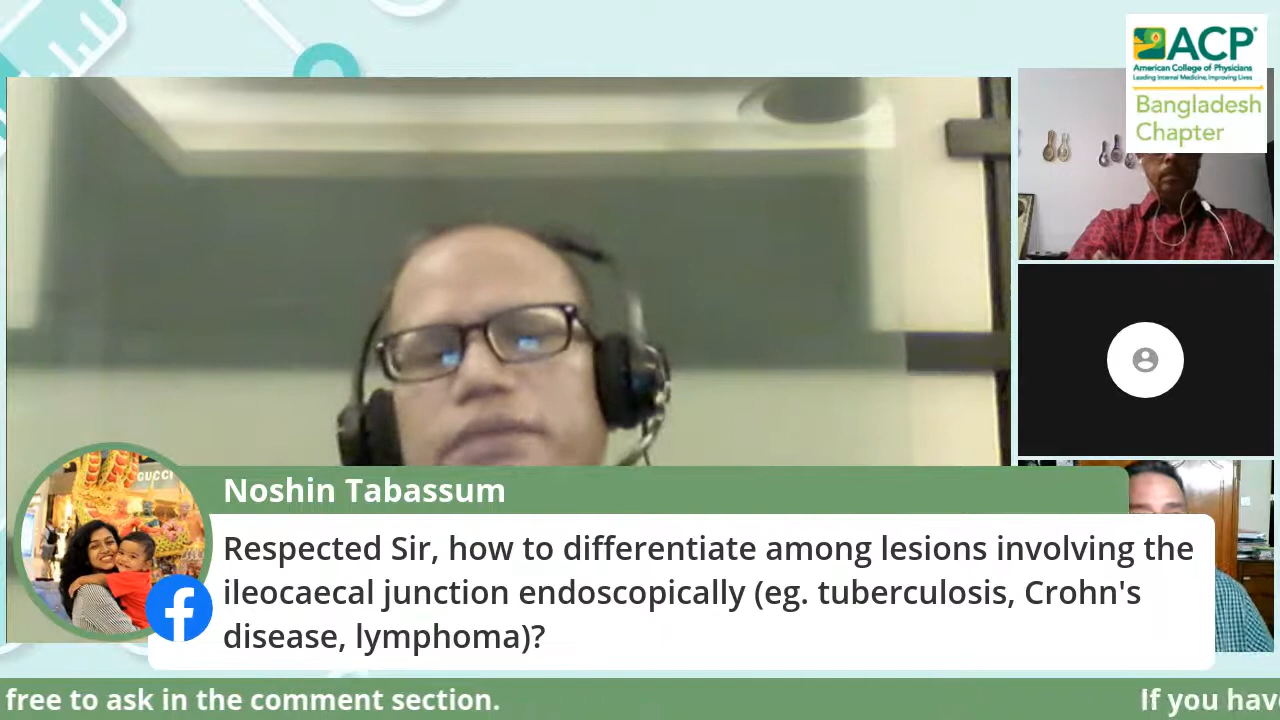 ACP
American College of Physicians
Leading Internal Medicine, Improving Lives
Bangladesh
Chapter
GUCCI
Noshin Tabassum
Respected Sir, how to differentiate among lesions involving the
ileocaecal junction endoscopically (eg. tuberculosis, Crohn's
disease, lymphoma)?
free to ask in the comment section.
If you hav